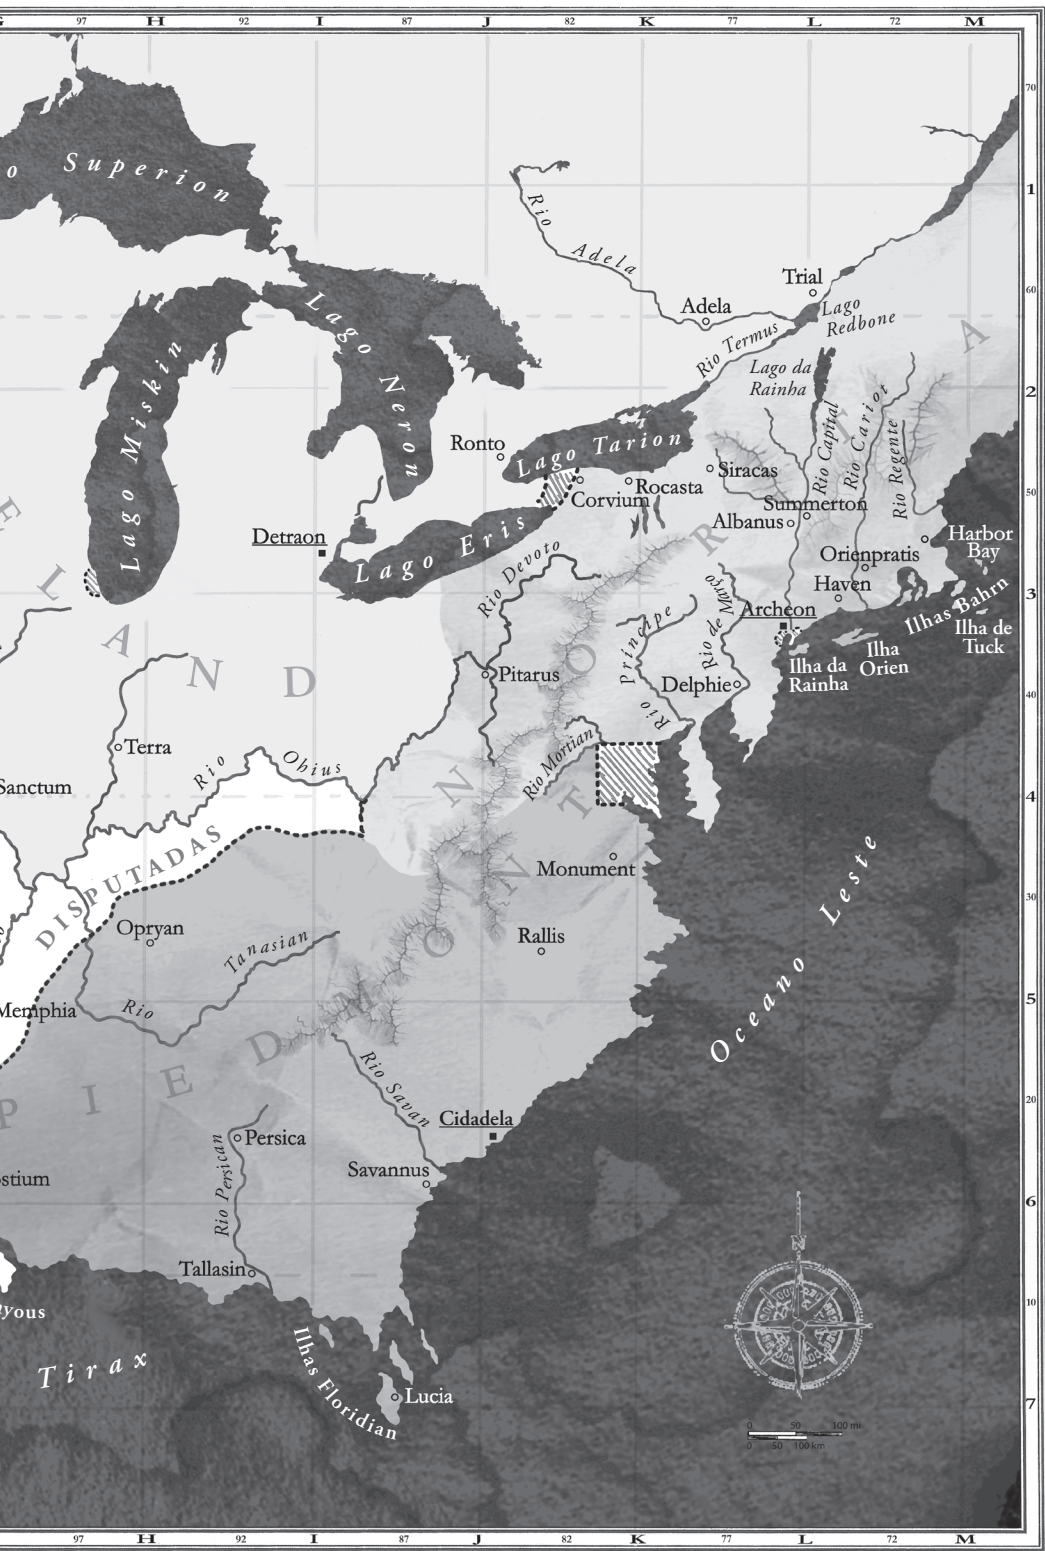 97 H 92 I 87 J 82 K 77 L 72 M
70
o Superion
1
Rio Adela
Trial
60
Adela
Lago
Redbone
Rio Termus
Lago Neron
Lago Miskin
A
Lago da
Rainha
2
Ronto
Lago Tarion
Rio Capital
Rio Cariot
Rio Regente
Siracas
Corvium
Rocasta
50
Summerton
Albanus
Detraon
Lago Eris
R
Harbor
Bay
Orienpratis
Rio Devoto
Haven
3
Ilhas Bahrn
Archeon
Rio de Março
Rio Príncipe
Ilha de
Tuck
Ilha
Orien
Ilha da
Rainha
E L A N D
O
Pitarus
Delphie
40
Terra
Rio Ohius
Rio Mortian
Sanctum
N
T
4
DISPUTADAS
Monument
N
Oceano Leste
30
Opryan
Rallis
Rio Tanasian
O
5
Memphia
M
D
Rio Savan
P I E
20
Cidadela
Persica
Rio Persican
Savannus
stium
6
N
Tallasin
10
yous
Ilhas Floridian
Tirax
Lucia
7
0 50 100 mi
0 50 100 km
97 H 92 I 87 J 82 K 77 L 72 M